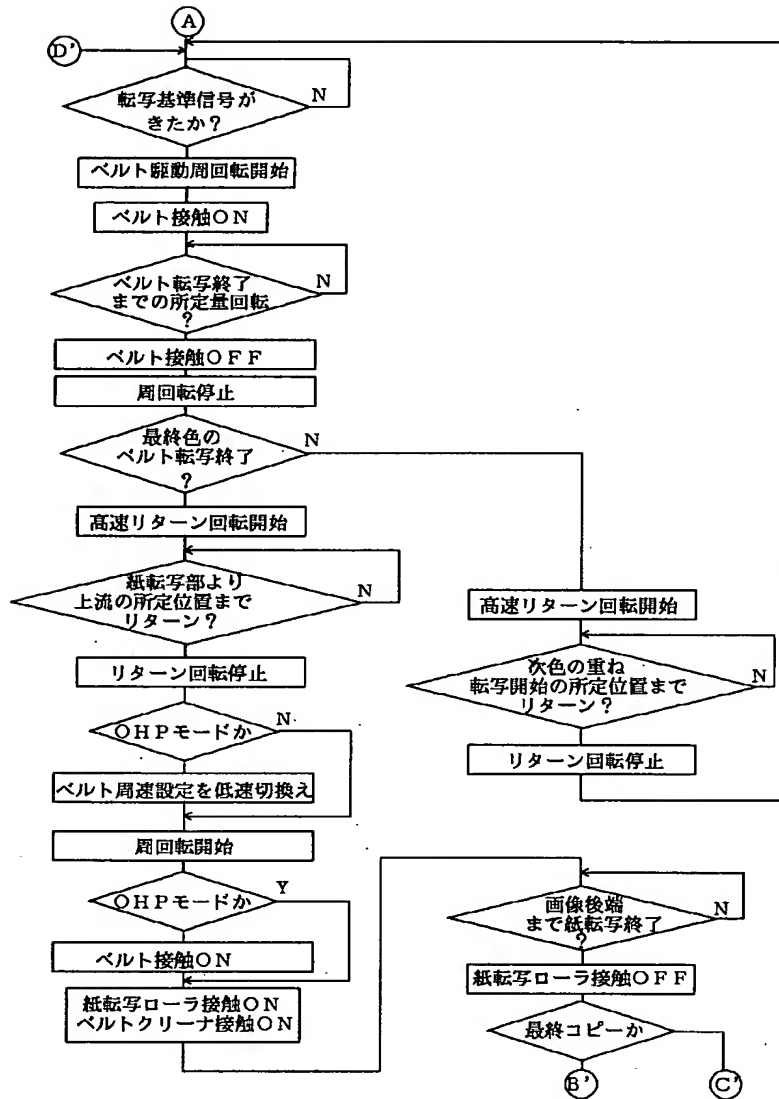 A
D'
転写基準信号が
きたか？
N
ベルト駆動周回転開始
ベルト接触ＯＮ
ベルト転写終了
までの所定量回転
？
N
ベルト接触ＯＦＦ
周回転停止
最終色の
ベルト転写終了
？
N
高速リターン回転開始
紙転写部より
上流の所定位置まで
リターン？
N
リターン回転停止
ＯＨＰモードか
N
ベルト周速設定を低速切換え
周回転開始
ＯＨＰモードか
Y
ベルト接触ＯＮ
紙転写ローラ接触ＯＮ
ベルトクリーナ接触ＯＮ
高速リターン回転開始
次色の重ね
転写開始の所定位置まで
リターン？
N
リターン回転停止
画像後端
まで紙転写終了
？
N
紙転写ローラ接触ＯＦＦ
最終コピーか
B'
C'